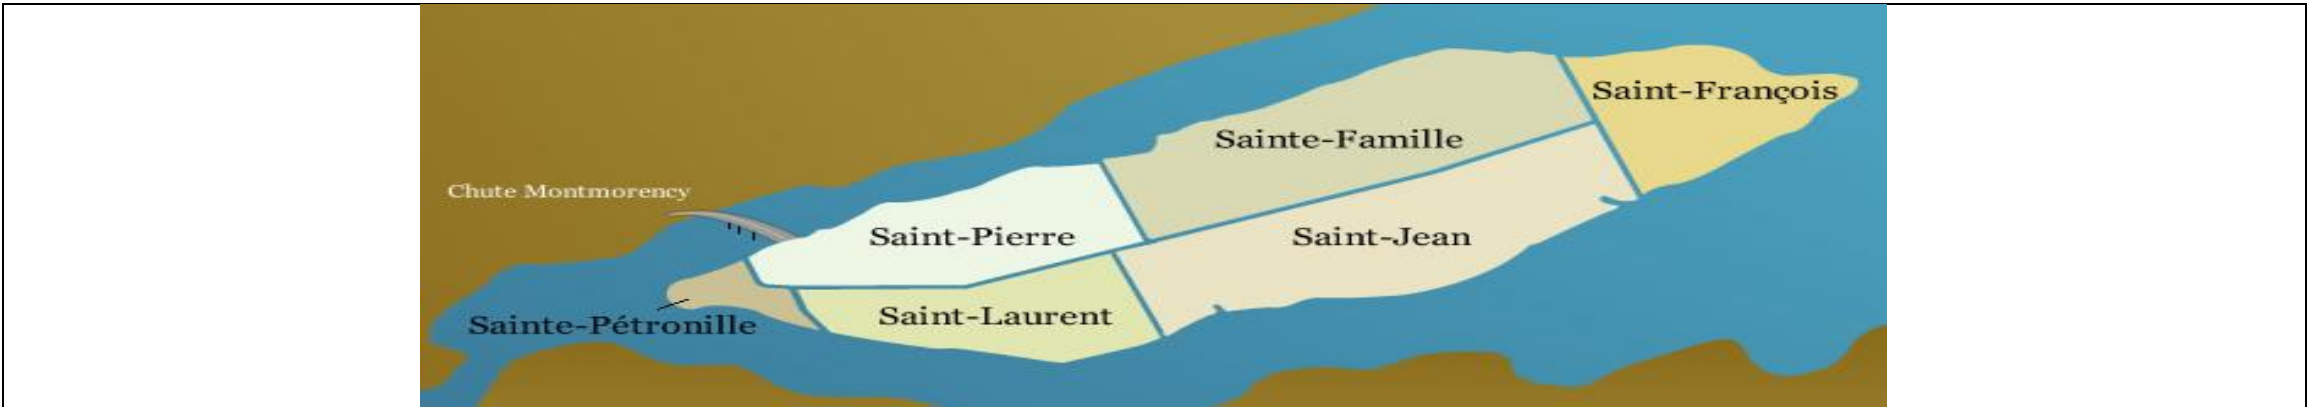 Saint-François
Sainte-Famille
Chute Montmorency
Saint-Pierre
Saint-Jean
Saint-Laurent
Sainte-Pétronille